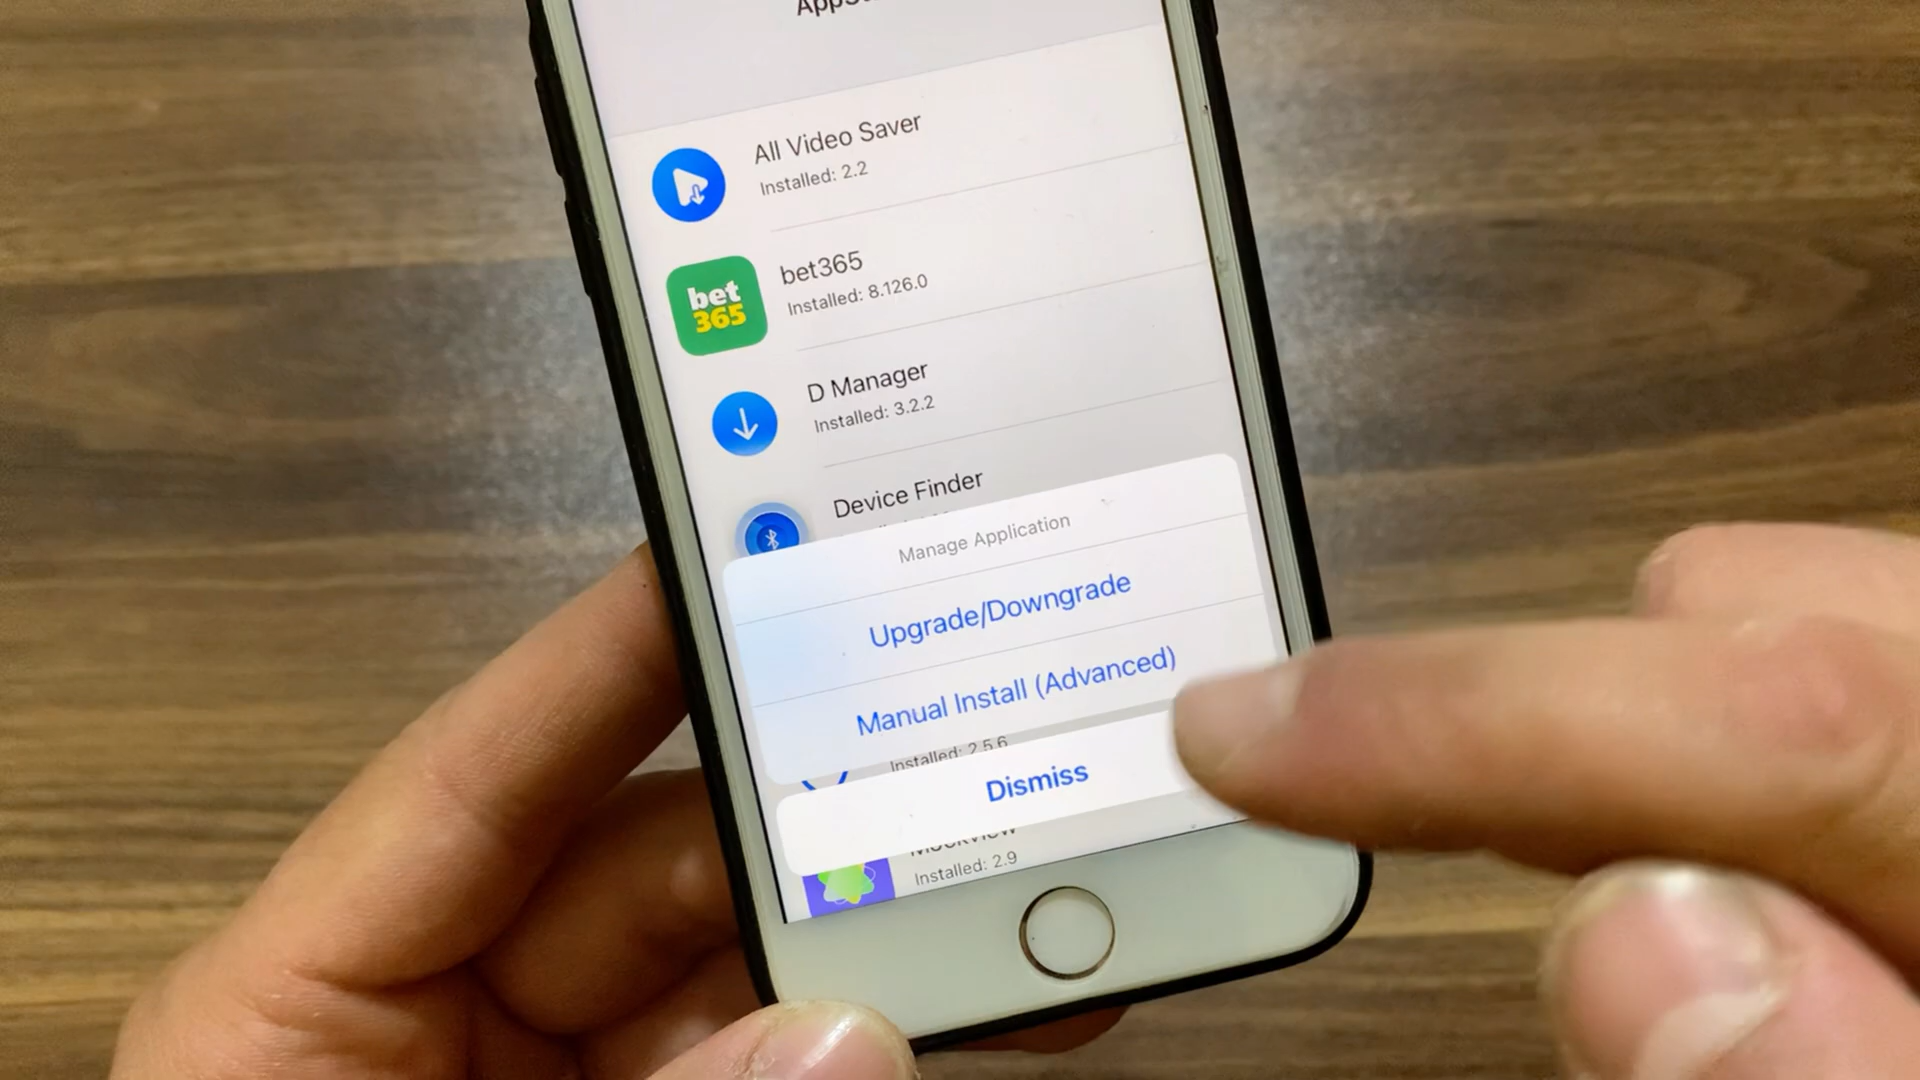 All Video Saver
Installed: 2.2
bet
365
bet365
Installed: 8.126.0
D Manager
Installed: 3.2.2
Device Finder
Manage Application
Upgrade/Downgrade
Manual Install (Advanced)
Installed: 2.5.6
Dismiss
Installed: 2.9